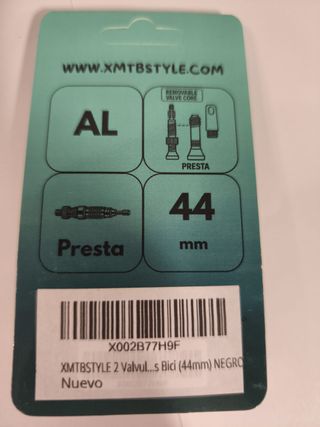 WWW.XMTBSTYLE.COM
AL
REMOVABLE
VALVE CORE
PRESTA
Presta
44
mm
X002B77H9F
XMTBSTYLE 2 Valvul...s Bici (44mm) NEGRO
Nuevo